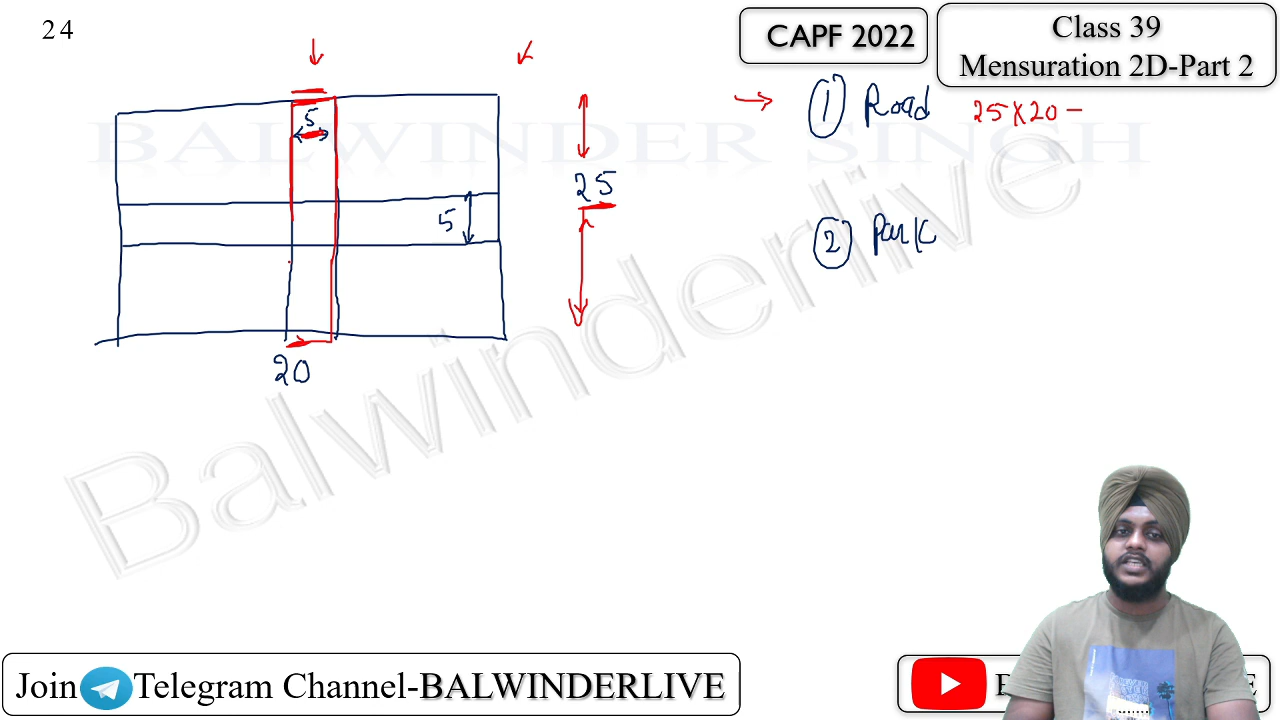 24
CAPF 2022
Class 39
Mensuration 2D-Part 2
BALWINDER SINGH
Balwinderlive
5
25
5
20
1 Road 25×20 -
2 Park
Join Telegram Channel-BALWINDERLIVE